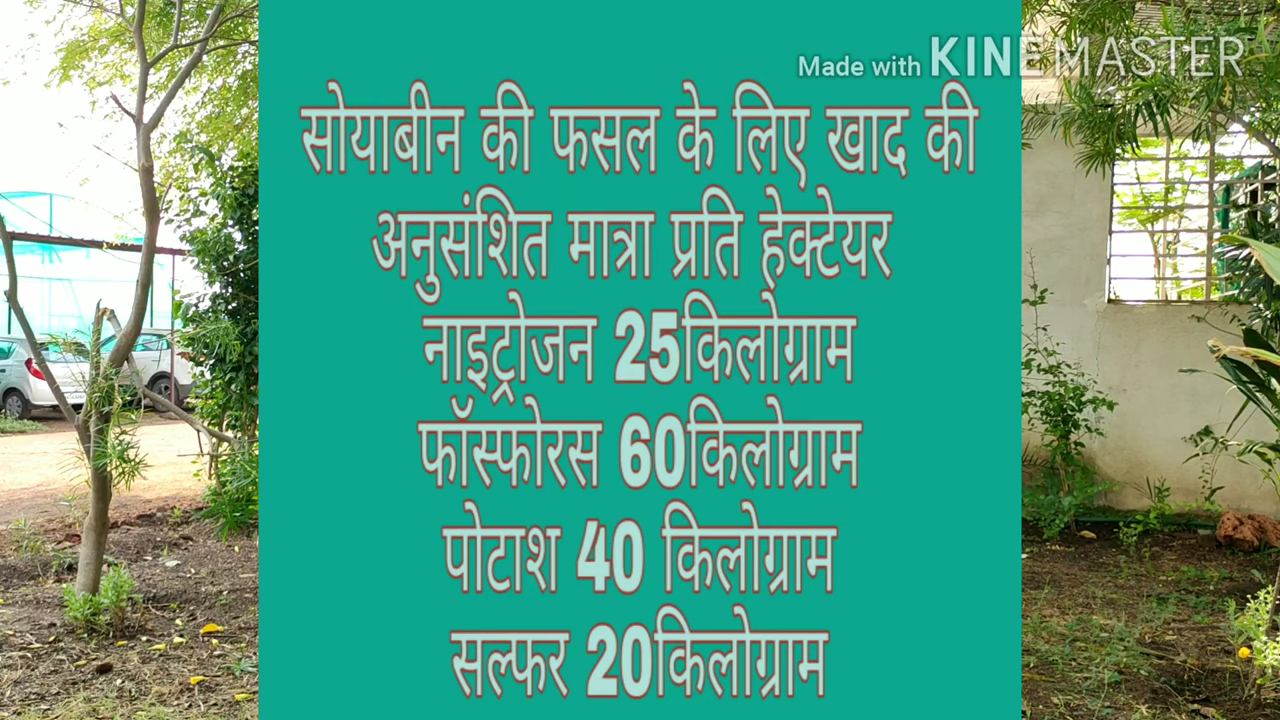 Made with KINEMASTER
सोयाबीन की फसल के लिए खाद की
अनुसंशित मात्रा प्रति हेक्टेयर
नाइट्रोजन 25किलोग्राम
फॉस्फोरस 60किलोग्राम
पोटाश 40 किलोग्राम
सल्फर 20किलोग्राम